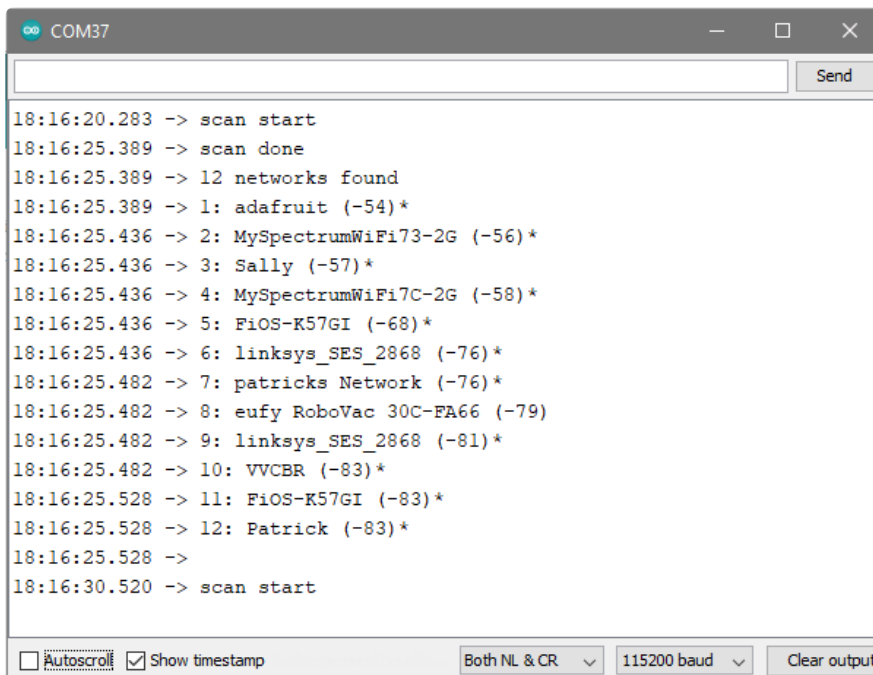 COM37
Send
18:16:20.283 -> scan start
18:16:25.389 -> scan done
18:16:25.389 -> 12 networks found
18:16:25.389 -> 1: adafruit (-54)*
18:16:25.436 -> 2: MySpectrumWiFi73-2G (-56)*
18:16:25.436 -> 3: Sally (-57)*
18:16:25.436 -> 4: MySpectrumWiFi7C-2G (-58)*
18:16:25.436 -> 5: FiOS-K57GI (-68)*
18:16:25.436 -> 6: linksys_SES_2868 (-76)*
18:16:25.482 -> 7: patricks Network (-76)*
18:16:25.482 -> 8: eufy RoboVac 30C-FA66 (-79)
18:16:25.482 -> 9: linksys_SES_2868 (-81)*
18:16:25.482 -> 10: VVCBR (-83)*
18:16:25.528 -> 11: FiOS-K57GI (-83)*
18:16:25.528 -> 12: Patrick (-83)*
18:16:25.528 ->
18:16:30.520 -> scan start
Autoscroll Show timestamp Both NL & CR 115200 baud Clear output